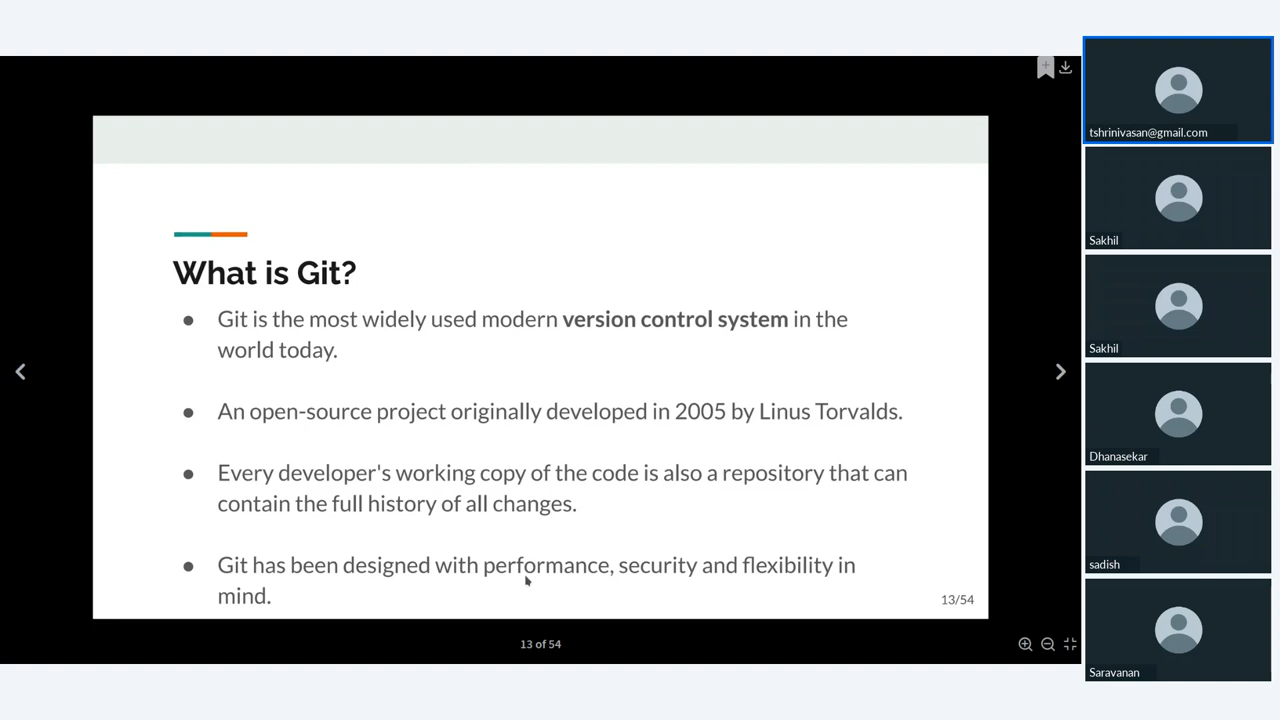 What is Git?
● Git is the most widely used modern version control system in the
world today.
● An open-source project originally developed in 2005 by Linus Torvalds.
● Every developer's working copy of the code is also a repository that can
contain the full history of all changes.
● Git has been designed with performance, security and flexibility in
mind.
13/54
13 of 54
tshrinivasan@gmail.com
Sakhil
Sakhil
Dhanasekar
sadish
Saravanan